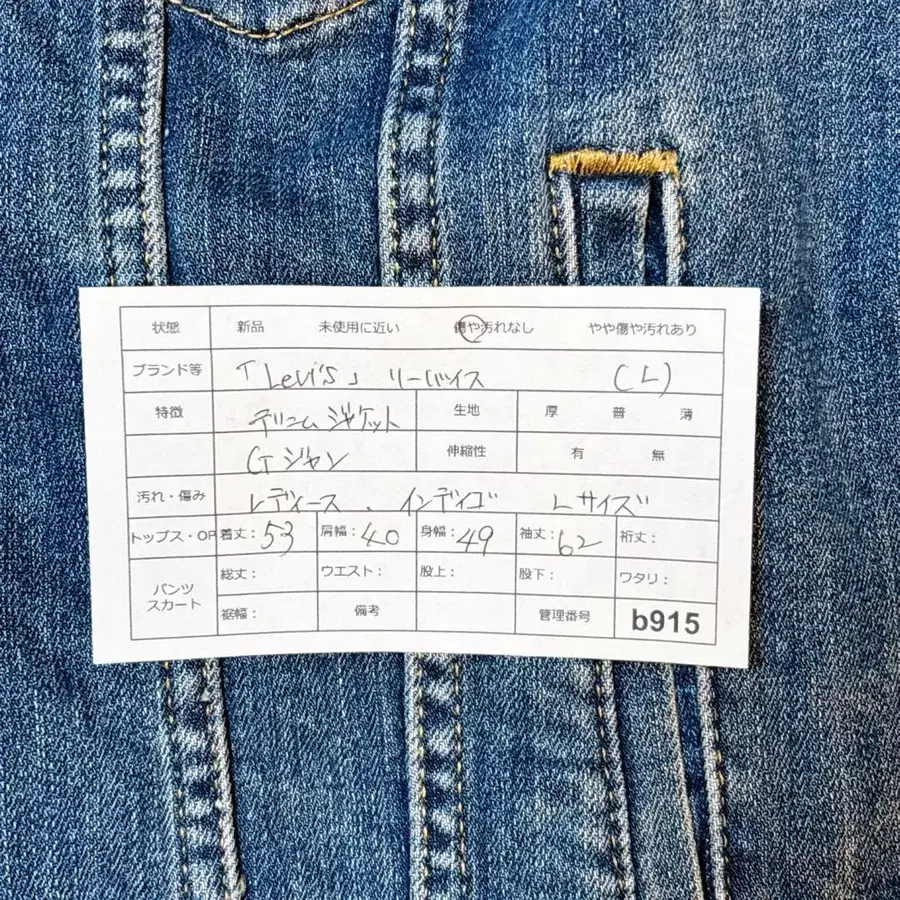 状態 新品 未使用に近い 傷や汚れなし やや傷や汚れあり
ブランド等 「Levi's」 リーバイス (L)
特徴 デニムジャケット 生地 厚 普 薄
Gジャン 伸縮性 有 無
汚れ・傷み レディース、インディゴ Lサイズ
トップス・OP 着丈:53 肩幅:40 身幅:49 袖丈:62 裄丈:
パンツ スカート 総丈: ウエスト: 股上: 股下: ワタリ:
裾幅: 備考 管理番号 b915